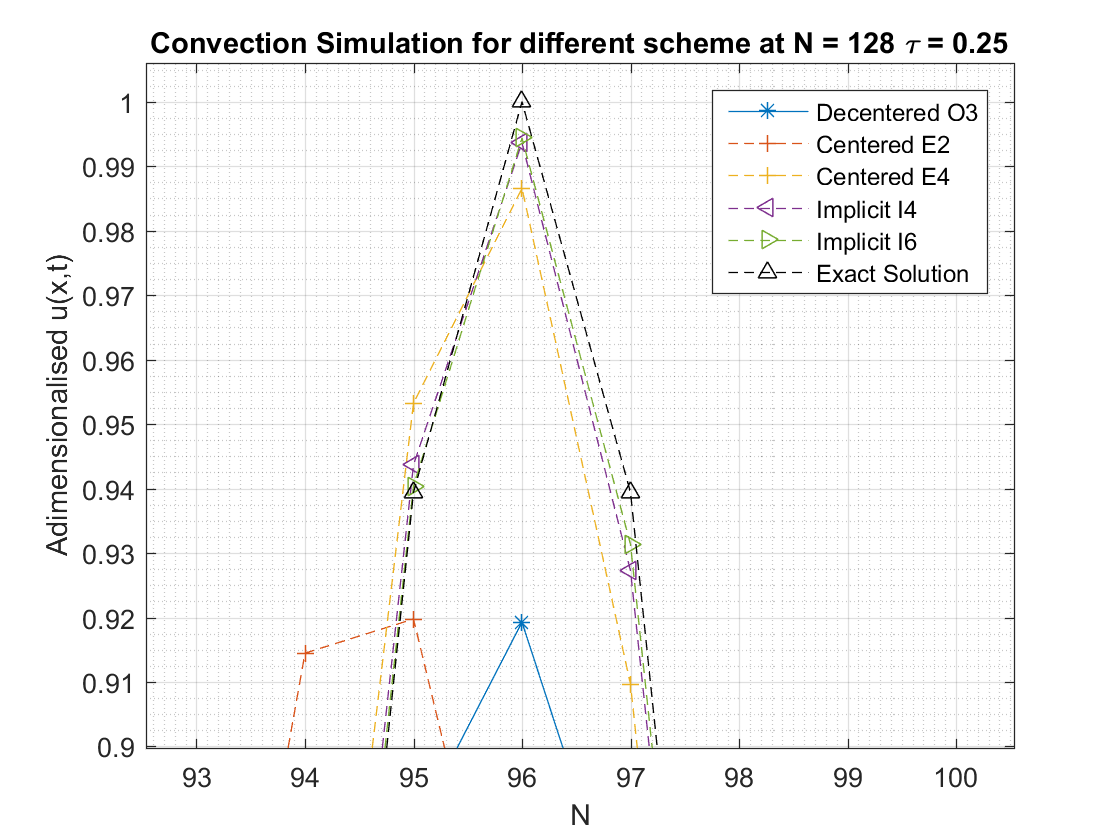 Convection Simulation for different scheme at N = 128 τ = 0.25
Adimensionalised u(x,t)
1
0.99
0.98
0.97
0.96
0.95
0.94
0.93
0.92
0.91
0.9
Decentered O3
Centered E2
Centered E4
Implicit I4
Implicit I6
Exact Solution
93 94 95 96 97 98 99 100
N